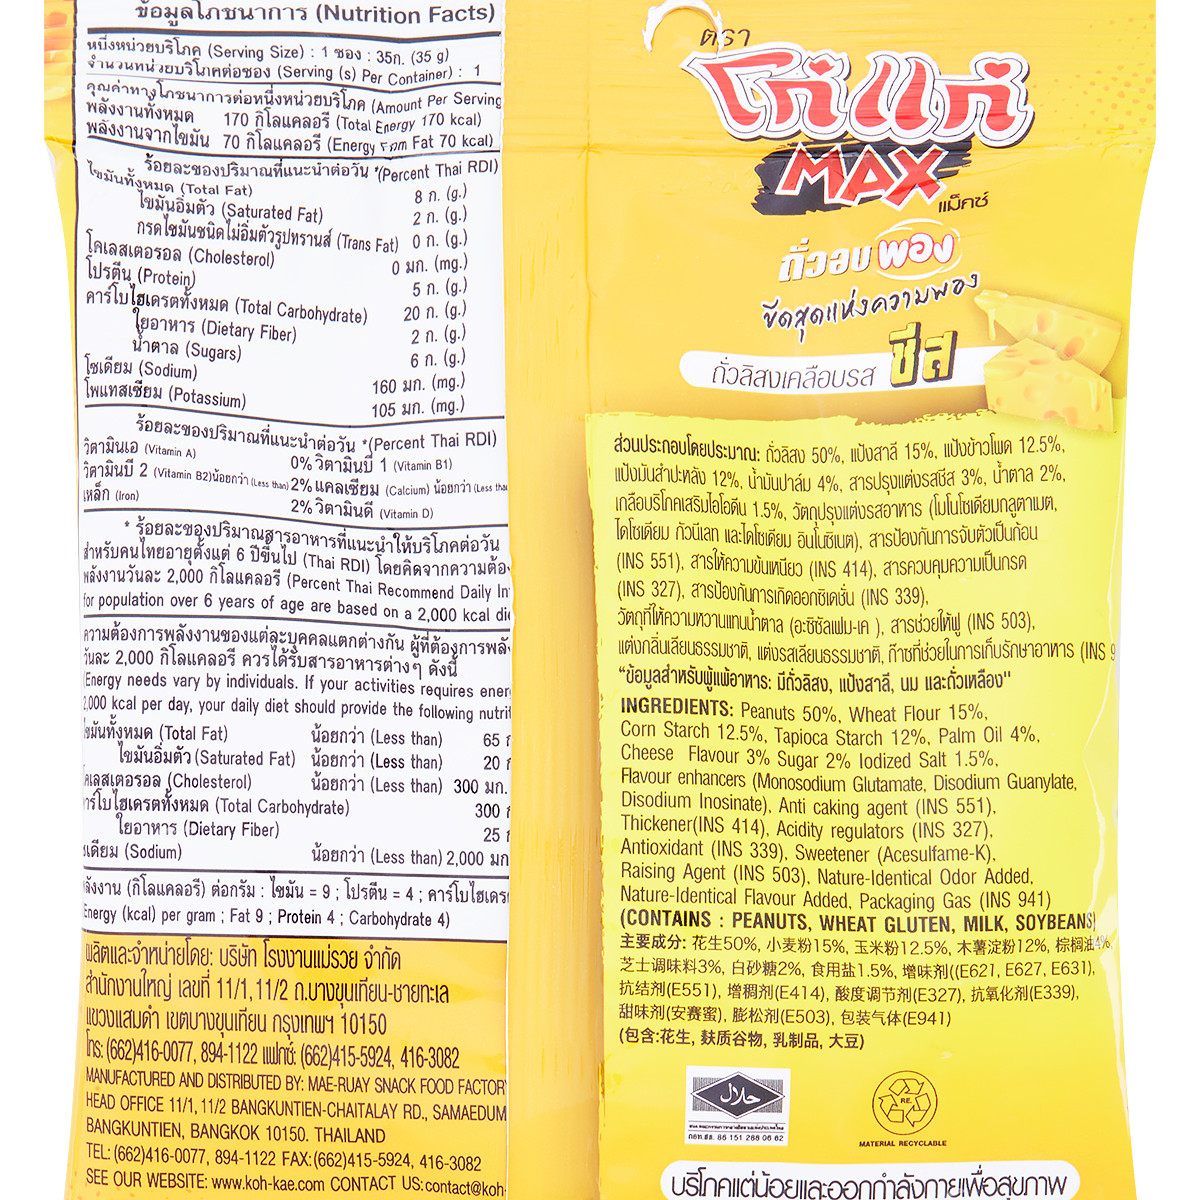 ข้อมูลโภชนาการ (Nutrition Facts)
หนึ่งหน่วยบริโภค (Serving Size) : 1 ซอง : 35ก. (35 g)
จำนวนหน่วยบริโภคต่อซอง (Serving (s) Per Container) : 1
คุณค่าทางโภชนาการต่อหนึ่งหน่วยบริโภค (Amount Per Serving
พลังงานทั้งหมด 170 กิโลแคลอรี (Total Energy 170 kcal)
พลังงานจากไขมัน 70 กิโลแคลอรี (Energy from Fat 70 kcal)
ร้อยละของปริมาณที่แนะนำต่อวัน *(Percent Thai RDI)
ไขมันทั้งหมด (Total Fat) 8 ก. (g.)
ไขมันอิ่มตัว (Saturated Fat) 2 ก. (g.)
กรดไขมันชนิดไม่อิ่มตัวรูปทรานส์ (Trans Fat) 0 ก. (g.)
โคเลสเตอรอล (Cholesterol) 0 มก. (mg.)
โปรตีน (Protein) 5 ก. (g.)
คาร์โบไฮเดรตทั้งหมด (Total Carbohydrate) 20 ก. (g.)
ใยอาหาร (Dietary Fiber) 2 ก. (g.)
น้ำตาล (Sugars) 6 ก. (g.)
โซเดียม (Sodium) 160 มก. (mg.)
โพแทสเซียม (Potassium) 105 มก. (mg.)
ร้อยละของปริมาณที่แนะนำต่อวัน *(Percent Thai RDI)
วิตามินเอ (Vitamin A) 0% วิตามินบี 1 (Vitamin B1)
วิตามินบี 2 (Vitamin B2)น้อยกว่า (Less than) 2% แคลเซียม (Calcium) น้อยกว่า (Less tha
เหล็ก (Iron) 2% วิตามินดี (Vitamin D)
* ร้อยละของปริมาณสารอาหารที่แนะนำให้บริโภคต่อวัน
สำหรับคนไทยอายุตั้งแต่ 6 ปีขึ้นไป (Thai RDI) โดยคิดจากความต้อง
พลังงานวันละ 2,000 กิโลแคลอรี (Percent Thai Recommend Daily In
for population over 6 years of age are based on a 2,000 kcal di
ความต้องการพลังงานของแต่ละบุคคลแตกต่างกัน ผู้ที่ต้องการพลัง
วันละ 2,000 กิโลแคลอรี ควรได้รับสารอาหารต่างๆ ดังนี้
(Energy needs vary by individuals. If your activities requires ener
2,000 kcal per day, your daily diet should provide the following nutri
ไขมันทั้งหมด (Total Fat) น้อยกว่า (Less than) 65 ก
ไขมันอิ่มตัว (Saturated Fat) น้อยกว่า (Less than) 20 ก
คเลสเตอรอล (Cholesterol) น้อยกว่า (Less than) 300 มก.
าร์โบไฮเดรตทั้งหมด (Total Carbohydrate) 300 ก
ใยอาหาร (Dietary Fiber) 25 ก
ซเดียม (Sodium) น้อยกว่า (Less than) 2,000 มก
พลังงาน (กิโลแคลอรี) ต่อกรัม : ไขมัน = 9 ; โปรตีน = 4 ; คาร์โบไฮเดร
Energy (kcal) per gram ; Fat 9 ; Protein 4 ; Carbohydrate 4)
ผลิตและจำหน่ายโดย: บริษัท โรงงานแม่รวย จำกัด
สำนักงานใหญ่ เลขที่ 11/1, 11/2 ถ.บางขุนเทียน-ชายทะเล
แขวงแสมดำ เขตบางขุนเทียน กรุงเทพฯ 10150
โทร: (662)416-0077, 894-1122 แฟกซ์: (662)415-5924, 416-3082
MANUFACTURED AND DISTRIBUTED BY: MAE-RUAY SNACK FOOD FACTORY
HEAD OFFICE 11/1, 11/2 BANGKUNTIEN-CHAITALAY RD., SAMAEDUM
BANGKUNTIEN, BANGKOK 10150. THAILAND
TEL: (662)416-0077, 894-1122 FAX:(662)415-5924, 416-3082
SEE OUR WEBSITE: www.koh-kae.com CONTACT US:contact@koh-
ตรา
โก๋แก่
MAX
แม็กซ์
ถั่วอบพอง
ขีดสุดแห่งความพอง
ถั่วลิสงเคลือบรส ชีส
ส่วนประกอบโดยประมาณ: ถั่วลิสง 50%, แป้งสาลี 15%, แป้งข้าวโพด 12.5%,
แป้งมันสำปะหลัง 12%, น้ำมันปาล์ม 4%, สารปรุงแต่งรสชีส 3%, น้ำตาล 2%,
เกลือบริโภคเสริมไอโอดีน 1.5%, วัตถุปรุงแต่งรสอาหาร (โมโนโซเดียมกลูตาเมต,
ไดโซเดียม กัวนีเลท และไดโซเดียม อินโนซิเนต), สารป้องกันการจับตัวเป็นก้อน
(INS 551), สารให้ความข้นเหนียว (INS 414), สารควบคุมความเป็นกรด
(INS 327), สารป้องกันการเกิดออกซิเดชั่น (INS 339),
วัตถุที่ให้ความหวานแทนน้ำตาล (อะซิซัลเฟม-เค ), สารช่วยให้ฟู (INS 503),
แต่งกลิ่นเลียนธรรมชาติ, แต่งรสเลียนธรรมชาติ, ก๊าซที่ช่วยในการเก็บรักษาอาหาร (INS 9
"ข้อมูลสำหรับผู้แพ้อาหาร: มีถั่วลิสง, แป้งสาลี, นม และถั่วเหลือง"
INGREDIENTS: Peanuts 50%, Wheat Flour 15%,
Corn Starch 12.5%, Tapioca Starch 12%, Palm Oil 4%,
Cheese Flavour 3% Sugar 2% Iodized Salt 1.5%,
Flavour enhancers (Monosodium Glutamate, Disodium Guanylate,
Disodium Inosinate), Anti caking agent (INS 551),
Thickener(INS 414), Acidity regulators (INS 327),
Antioxidant (INS 339), Sweetener (Acesulfame-K),
Raising Agent (INS 503), Nature-Identical Odor Added,
Nature-Identical Flavour Added, Packaging Gas (INS 941)
(CONTAINS : PEANUTS, WHEAT GLUTEN, MILK, SOYBEANS)
主要成分: 花生50%, 小麦粉15%, 玉米粉12.5%, 木薯淀粉12%, 棕榈油4%,
芝士调味料3%, 白砂糖2%, 食用盐1.5%, 增味剂((E621, E627, E631),
抗结剂(E551), 增稠剂(E414), 酸度调节剂(E327), 抗氧化剂(E339),
甜味剂(安赛蜜), 膨松剂(E503), 包装气体(E941)
(包含:花生, 麸质谷物, 乳制品, 大豆)
حلال
กอท.ฮล. 86 151 288 06 62
RE.
MATERIAL RECYCLABLE
บริโภคแต่น้อยและออกกำลังกายเพื่อสุขภาพ